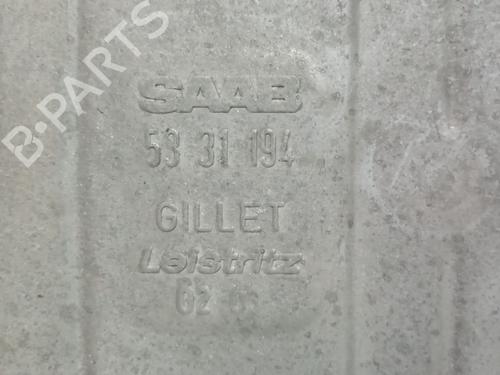 B-PARTS
SAAB
53 31 194
GILLET
Leistritz